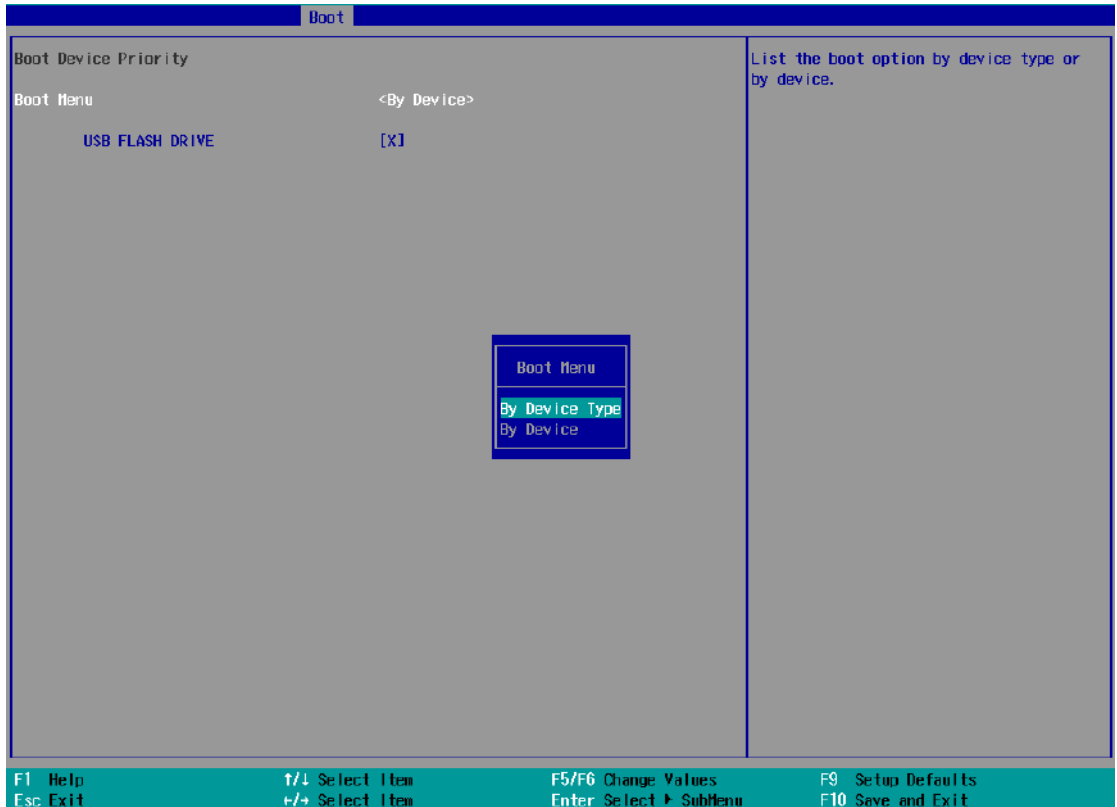 Boot
Boot Device Priority
Boot Menu <By Device>
USB FLASH DRIVE [X]
List the boot option by device type or
by device.
Boot Menu
By Device Type
By Device
F1 Help ↑/↓ Select Item F5/F6 Change Values F9 Setup Defaults
Esc Exit ←/→ Select Item Enter Select ▶ SubMenu F10 Save and Exit